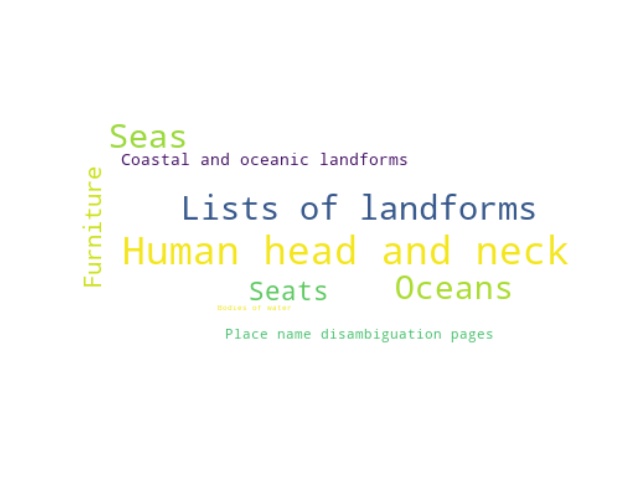 Seas
Coastal and oceanic landforms
Furniture
Lists of landforms
Human head and neck
Seats
Oceans
Bodies of water
Place name disambiguation pages